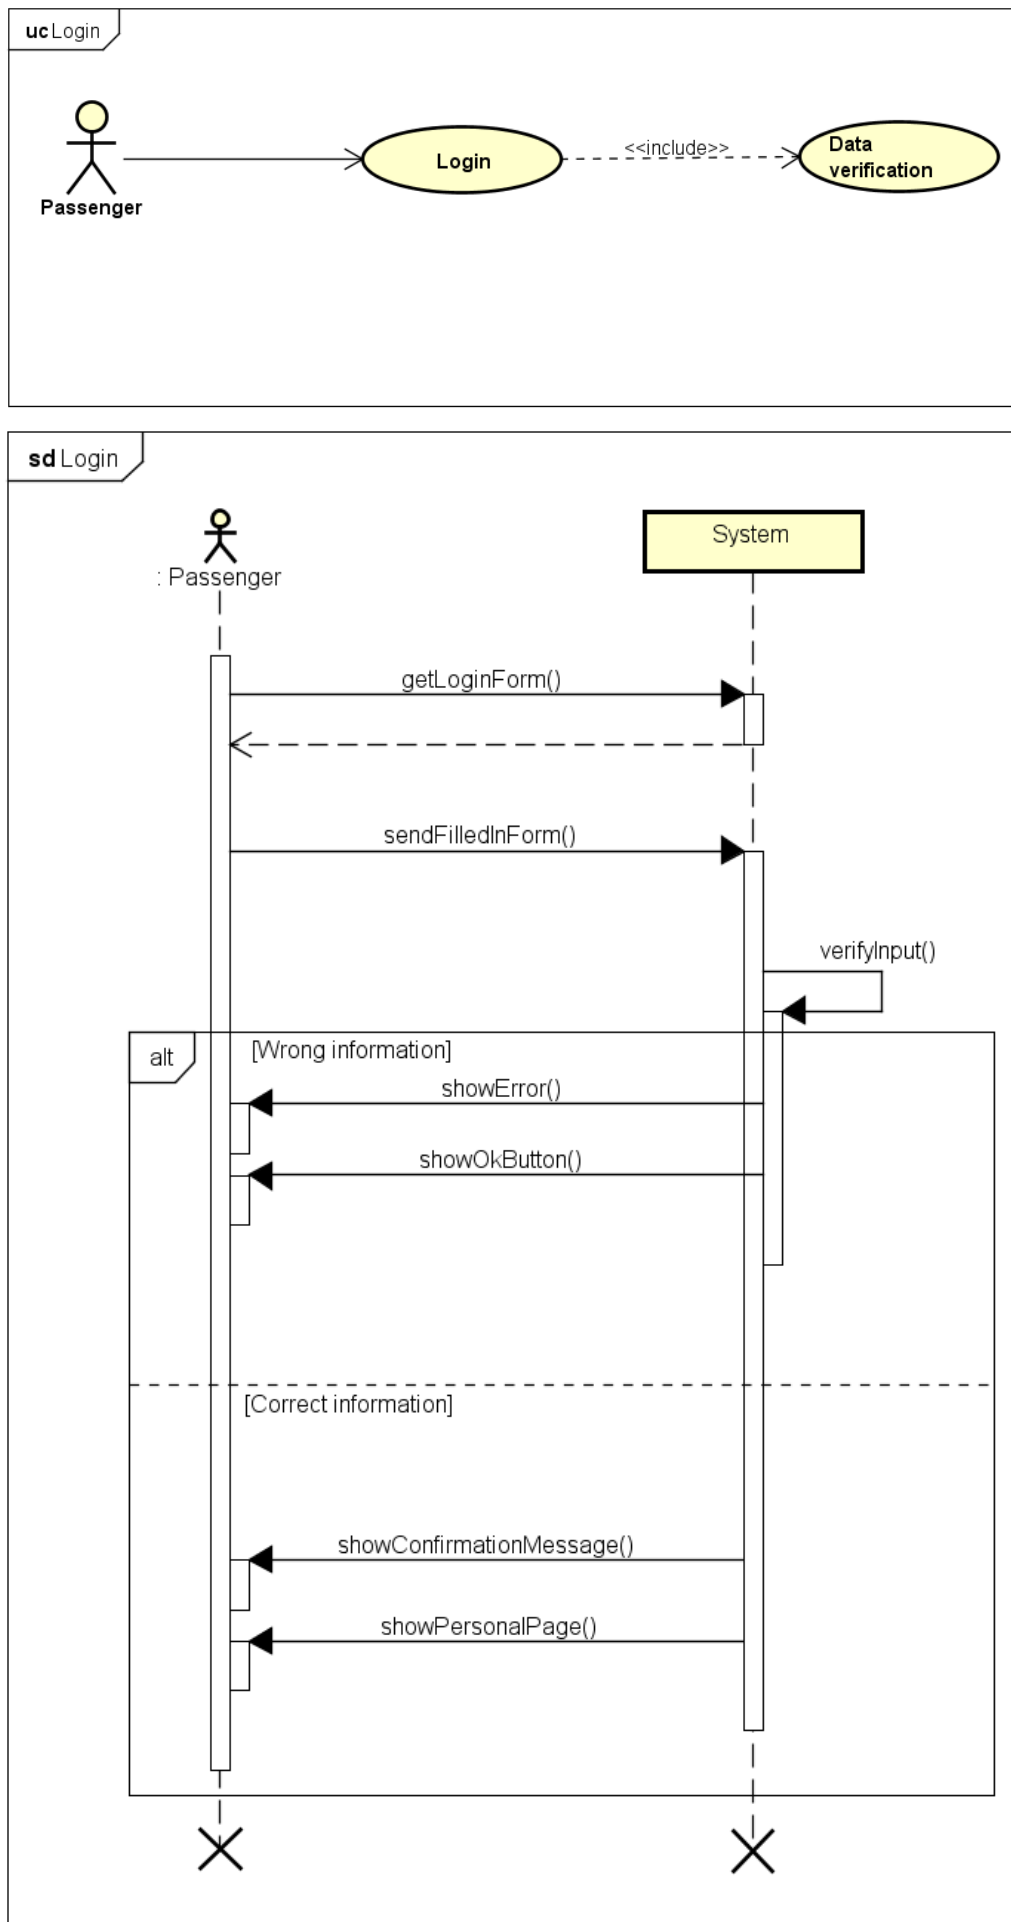 uc Login
Passenger
Login
<<include>>
Data
verification
sd Login
: Passenger
System
getLoginForm()
sendFilledInForm()
verifyInput()
alt
[Wrong information]
showError()
showOkButton()
[Correct information]
showConfirmationMessage()
showPersonalPage()